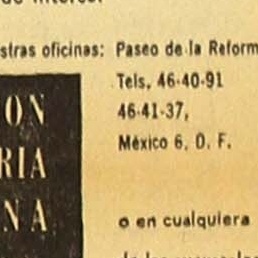 stras oficinas: Paseo de la Reform
Tels. 46-40-91
46-41-37,
México 6, D. F.
ON
RIA
NA
o en cualquiera